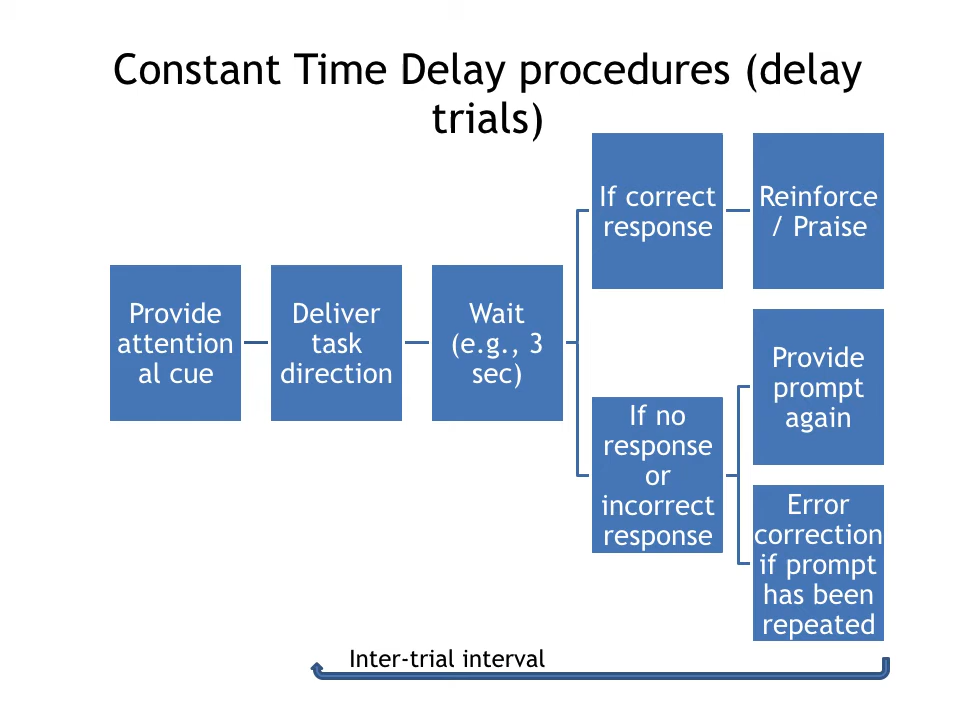 Constant Time Delay procedures (delay
trials)
Provide
attention
al cue
Deliver
task
direction
Wait
(e.g., 3
sec)
If correct
response
Reinforce
/ Praise
If no
response
or
incorrect
response
Provide
prompt
again
Error
correction
if prompt
has been
repeated
Inter-trial interval